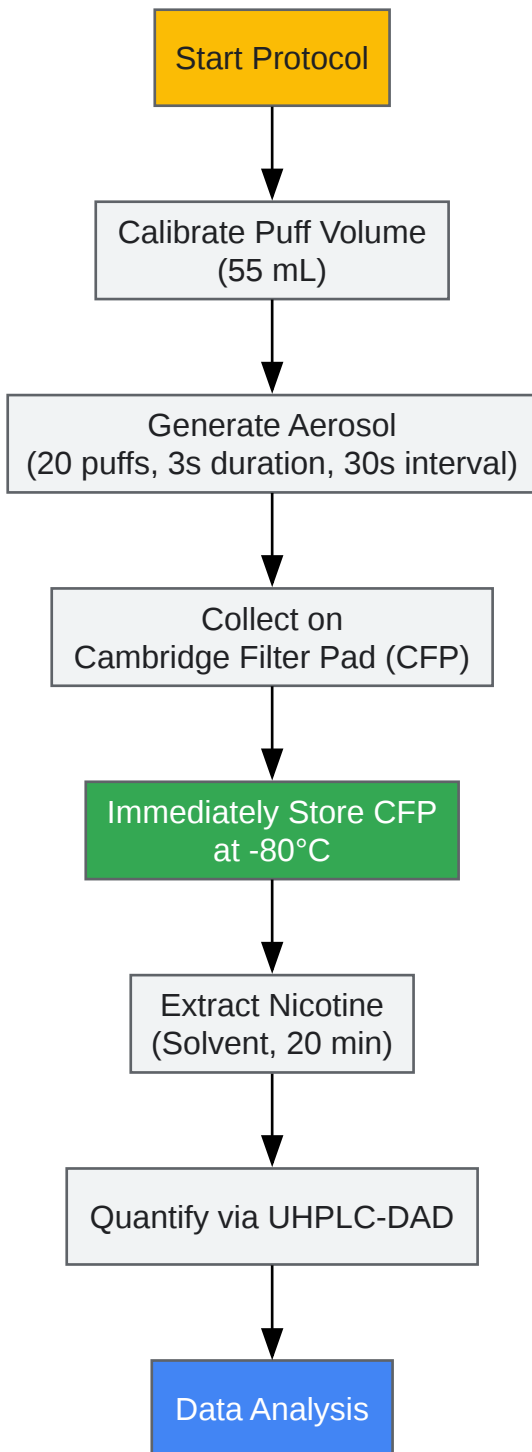 Start Protocol
Calibrate Puff Volume
(55 mL)
Generate Aerosol
(20 puffs, 3s duration, 30s interval)
Collect on
Cambridge Filter Pad (CFP)
Immediately Store CFP
at -80°C
Extract Nicotine
(Solvent, 20 min)
Quantify via UHPLC-DAD
Data Analysis